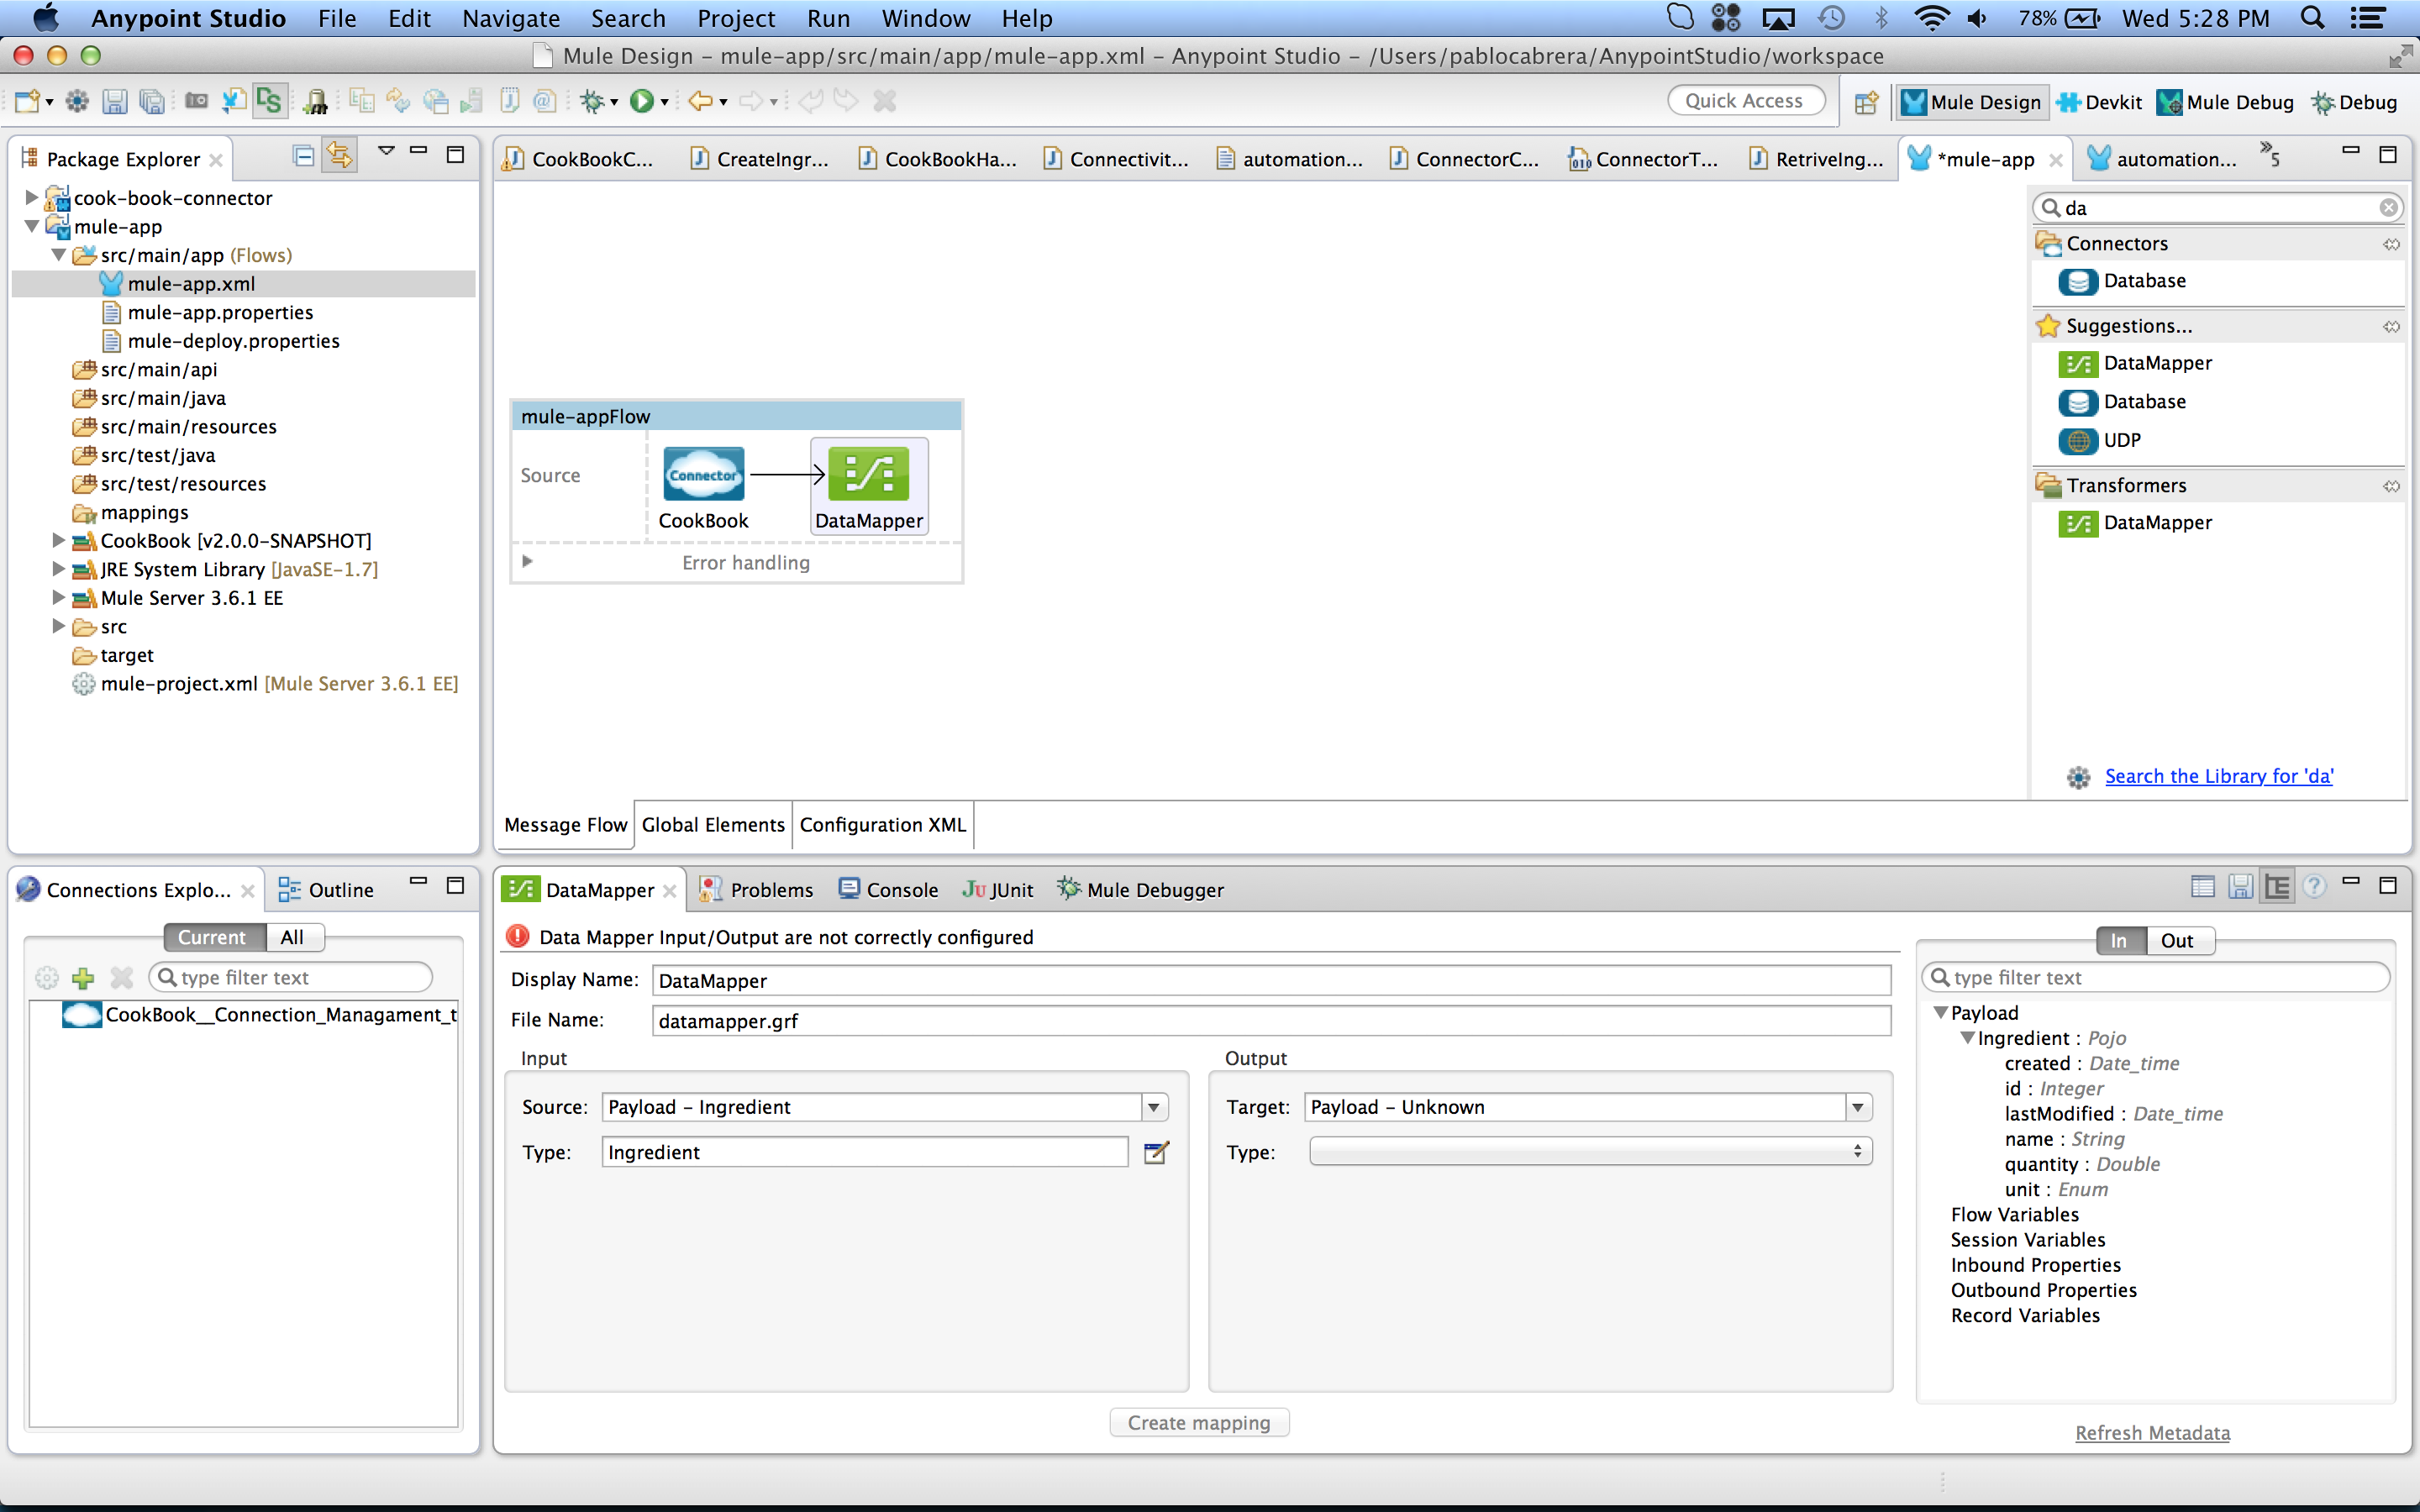 Anypoint Studio File Edit Navigate Search Project Run Window Help 78% Wed 5:28 PM
Mule Design – mule-app/src/main/app/mule-app.xml – Anypoint Studio – /Users/pablocabrera/AnypointStudio/workspace
Quick Access Mule Design Devkit Mule Debug Debug
Package Explorer
cook-book-connector
mule-app
src/main/app (Flows)
mule-app.xml
mule-app.properties
mule-deploy.properties
src/main/api
src/main/java
src/main/resources
src/test/java
src/test/resources
mappings
CookBook [v2.0.0-SNAPSHOT]
JRE System Library [JavaSE-1.7]
Mule Server 3.6.1 EE
src
target
mule-project.xml [Mule Server 3.6.1 EE]
CookBookC... CreateIngr... CookBookHa... Connectivit... automation... ConnectorC... ConnectorT... RetriveIng... *mule-app automation... »5
mule-appFlow
Source
Connector
CookBook
DataMapper
Error handling
da
Connectors
Database
Suggestions...
DataMapper
Database
UDP
Transformers
DataMapper
Search the Library for 'da'
Message Flow Global Elements Configuration XML
Connections Explo... Outline
Current All
type filter text
CookBook__Connection_Managament_t
DataMapper Problems Console JUnit Mule Debugger
Data Mapper Input/Output are not correctly configured
Display Name: DataMapper
File Name: datamapper.grf
Input
Source: Payload – Ingredient
Type: Ingredient
Output
Target: Payload – Unknown
Type:
Create mapping
In Out
type filter text
Payload
Ingredient : Pojo
created : Date_time
id : Integer
lastModified : Date_time
name : String
quantity : Double
unit : Enum
Flow Variables
Session Variables
Inbound Properties
Outbound Properties
Record Variables
Refresh Metadata